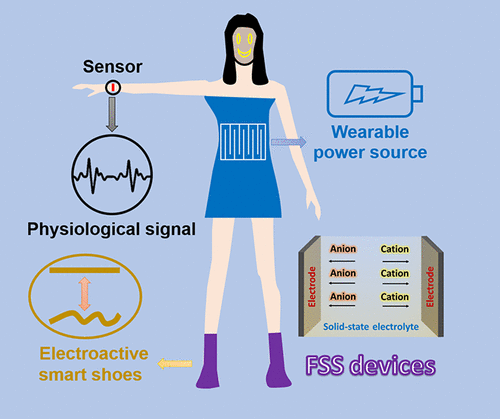 Sensor
Physiological signal
Wearable
power source
Electroactive
smart shoes
Electrode
Anion Cation
Anion Cation
Anion Cation
Electrode
Solid-state electrolyte
FSS devices